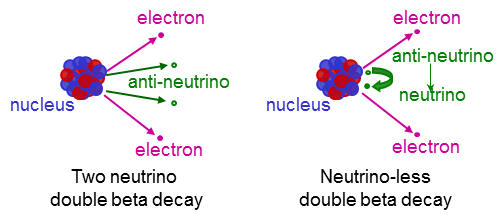 electron
anti-neutrino
nucleus
electron
Two neutrino
double beta decay
electron
anti-neutrino
neutrino
nucleus
electron
Neutrino-less
double beta decay